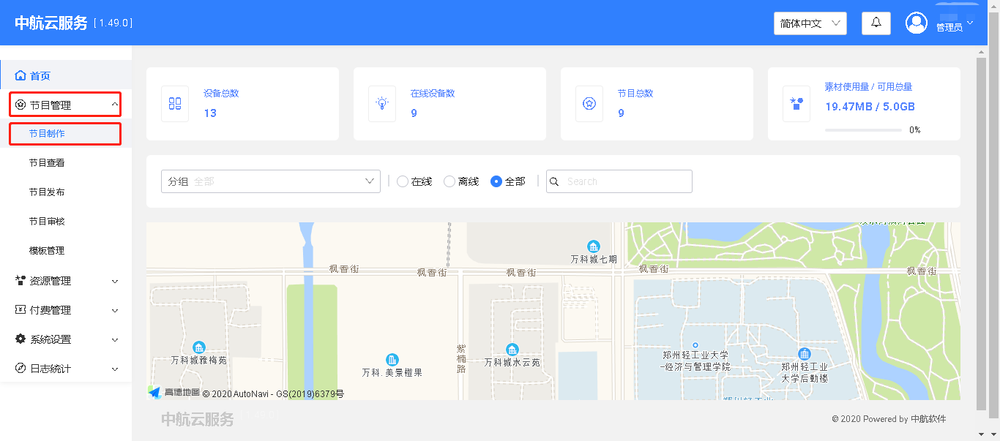 中航云服务 [ 1.49.0 ]
简体中文
管理员
首页
节目管理
节目制作
节目查看
节目发布
节目审核
模板管理
资源管理
付费管理
系统设置
日志统计
设备总数
13
在线设备数
9
节目总数
9
素材使用量 / 可用总量
19.47MB / 5.0GB
0%
分组 全部
在线 离线 全部
Search
万科城七期
枫香街 枫香街 枫香街 枫香街 枫香街
万科城雅梅苑
万科.美景橙果
紫楠路
万科城水云苑
郑州轻工业大学
-经济与管理学院
郑州轻工业
大学后勤楼
高德地图 © 2020 AutoNavi - GS(2019)6379号
中航云服务
© 2020 Powered by 中航软件